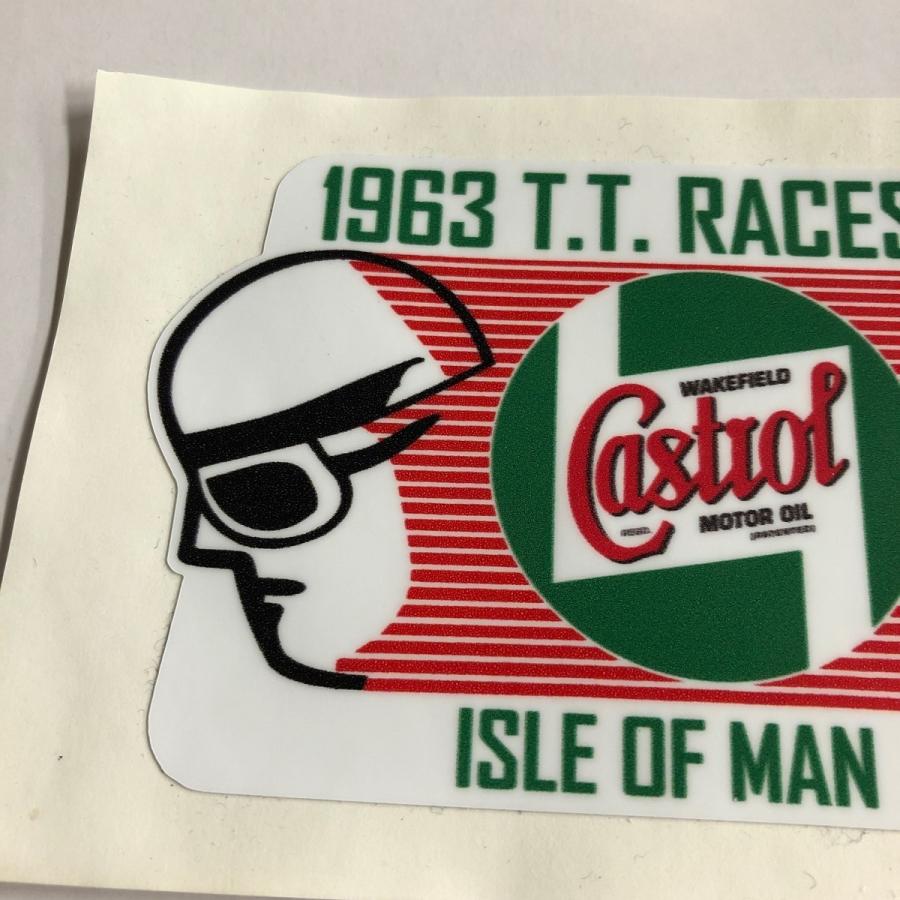 1963 T.T. RACES
WAKEFIELD
Castrol
MOTOR OIL
ISLE OF MAN